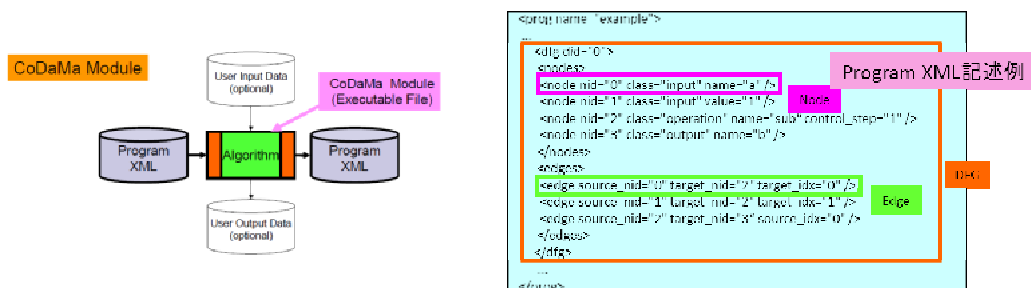 CoDaMa Module
User Input Data
(optional)
CoDaMa Module
(Executable File)
Program
XML
Algorithm
Program
XML
User Output Data
(optional)
<prog name="example">
...
<dfg did="0">
<nodes>
<node nid="0" class="input" name="a" />
<node nid="1" class="input" value="1" />
<node nid="2" class="operation" name="sub" control_step="1" />
<node nid="3" class="output" name="b" />
</nodes>
<edges>
<edge source_nid="0" target_nid="2" target_idx="0" />
<edge source_nid="1" target_nid="2" target_idx="1" />
<edge source_nid="2" target_nid="3" source_idx="0" />
</edges>
</dfg>
...
</prog>
Program XML記述例
Node
DFG
Edge